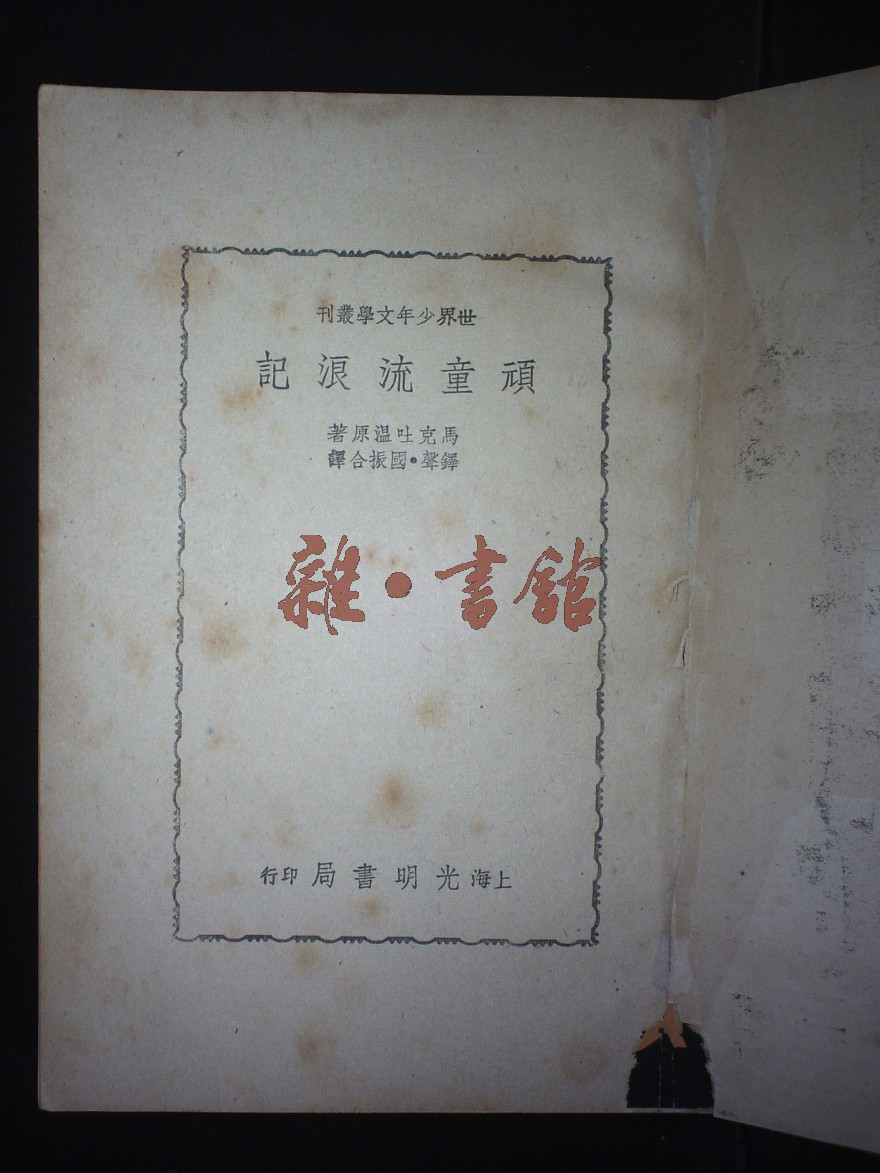 世界少年文學叢刊
頑童流浪記
馬克吐溫原著
鐸聲•國振合譯
雜•書館
上海光明書局印行